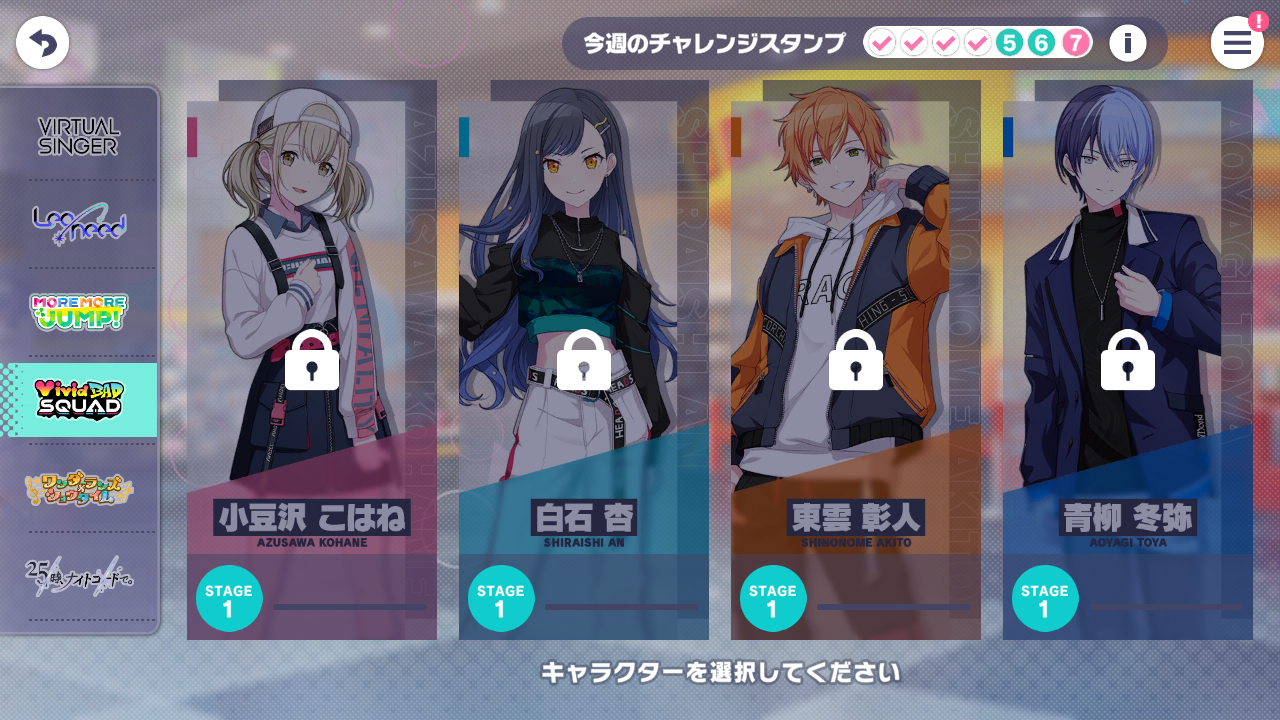 今週のチャレンジスタンプ
5 6 7
VIRTUAL
SINGER
Leo/need
MORE MORE
JUMP!
Vivid BAD
SQUAD
ワンダーランズ
×
ショウタイム
25時、ナイトコードで。
小豆沢 こはね
AZUSAWA KOHANE
STAGE
1
白石 杏
SHIRAISHI AN
STAGE
1
東雲 彰人
SHINONOME AKITO
STAGE
1
青柳 冬弥
AOYAGI TOYA
STAGE
1
キャラクターを選択してください